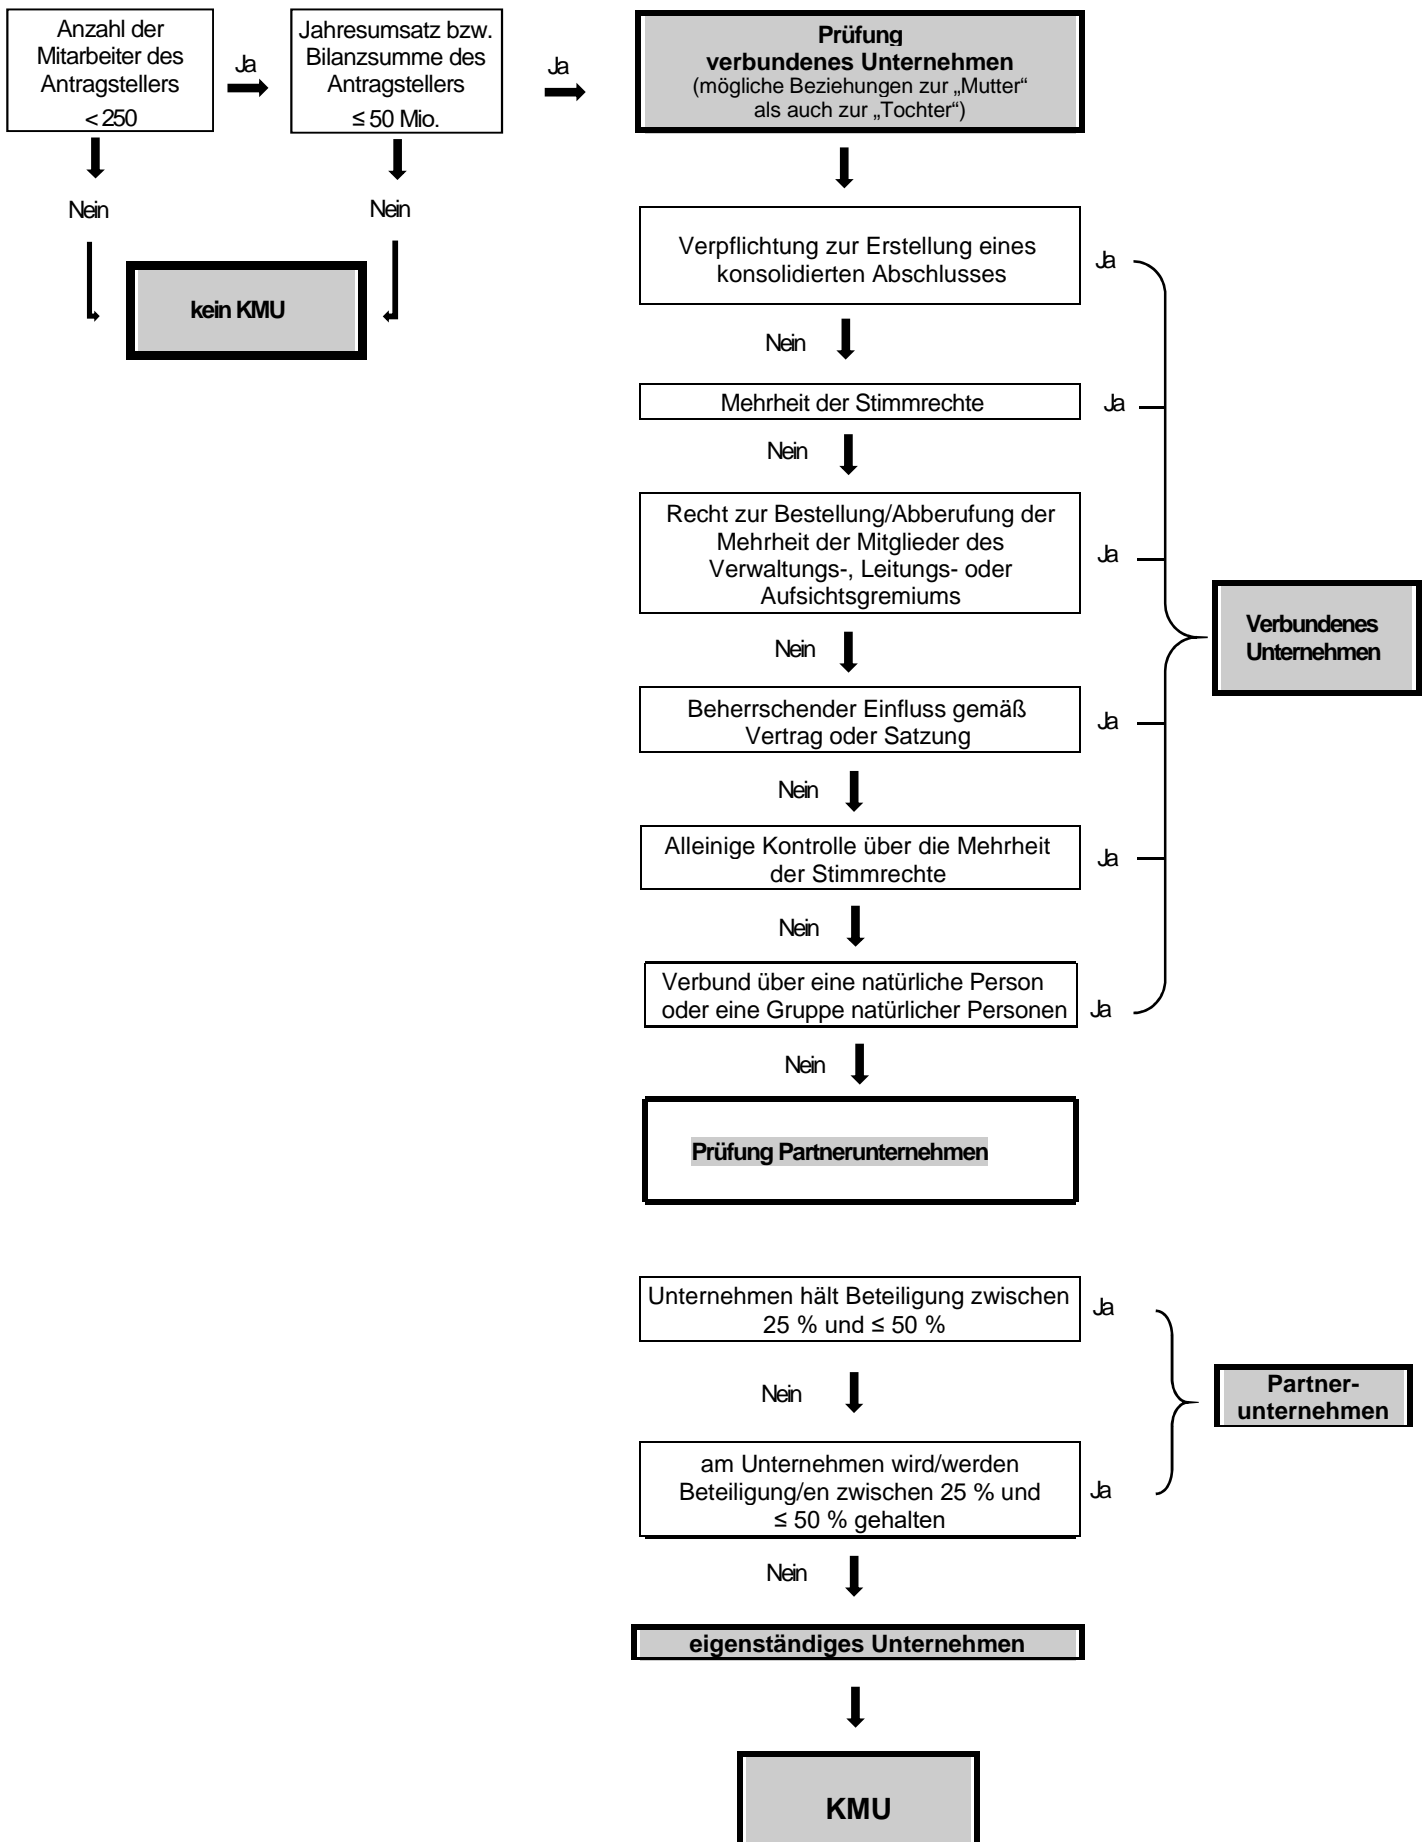 Anzahl der
Mitarbeiter des
Antragstellers
< 250
Ja
Jahresumsatz bzw.
Bilanzsumme des
Antragstellers
≤ 50 Mio.
Ja
Prüfung
verbundenes Unternehmen
(mögliche Beziehungen zur „Mutter“
als auch zur „Tochter“)
Nein
Nein
kein KMU
Verpflichtung zur Erstellung eines
konsolidierten Abschlusses
Ja
Nein
Mehrheit der Stimmrechte
Ja
Nein
Recht zur Bestellung/Abberufung der
Mehrheit der Mitglieder des
Verwaltungs-, Leitungs- oder
Aufsichtsgremiums
Ja
Nein
Verbundenes
Unternehmen
Beherrschender Einfluss gemäß
Vertrag oder Satzung
Ja
Nein
Alleinige Kontrolle über die Mehrheit
der Stimmrechte
Ja
Nein
Verbund über eine natürliche Person
oder eine Gruppe natürlicher Personen
Ja
Nein
Prüfung Partnerunternehmen
Unternehmen hält Beteiligung zwischen
25 % und ≤ 50 %
Ja
Nein
Partner-
unternehmen
am Unternehmen wird/werden
Beteiligung/en zwischen 25 % und
≤ 50 % gehalten
Ja
Nein
eigenständiges Unternehmen
KMU